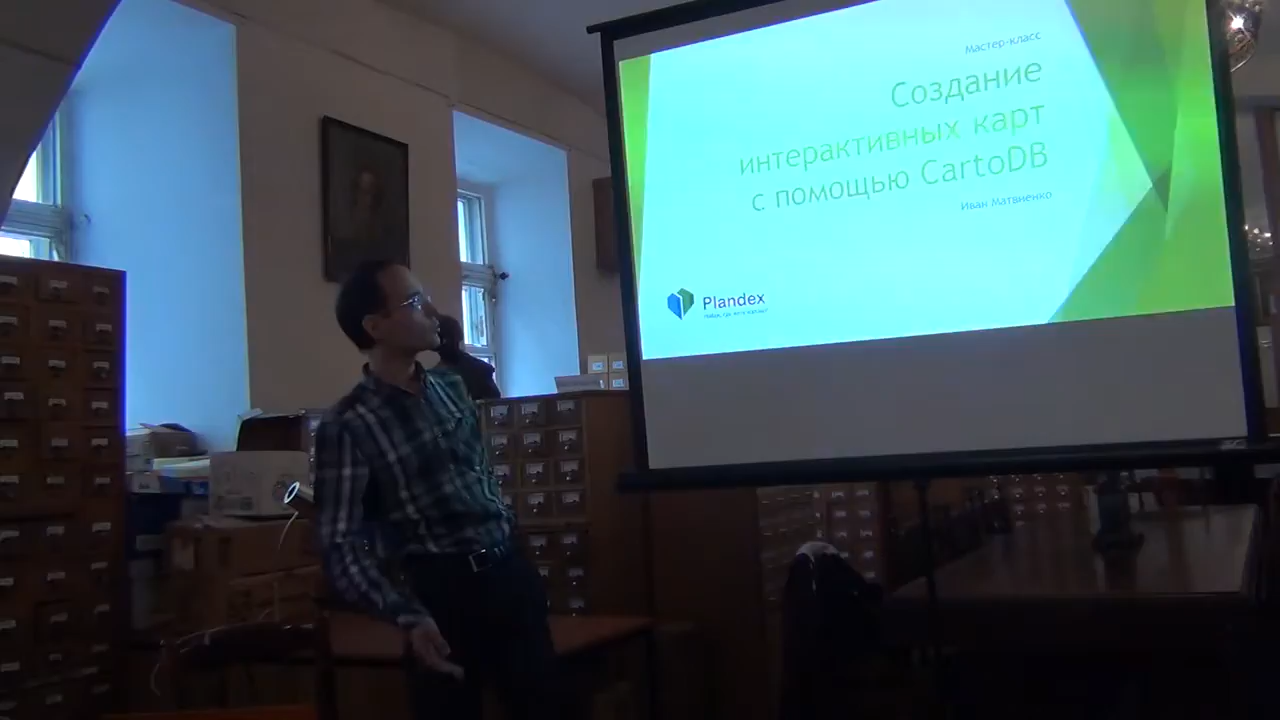 Мастер-класс
Создание
интерактивных карт
с помощью CartoDB
Иван Матвиенко
Plandex